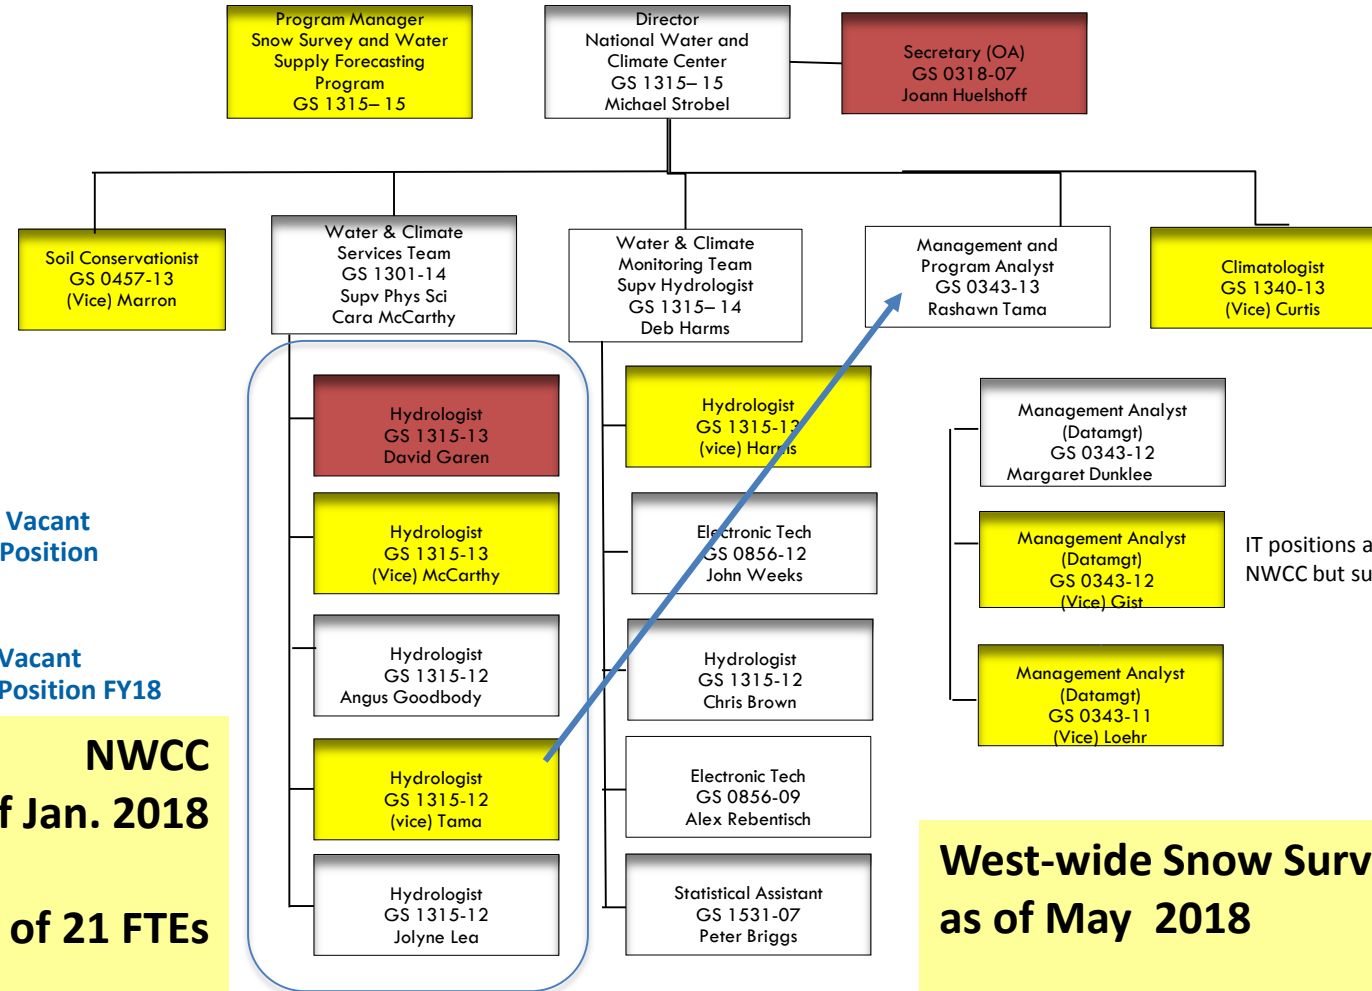 Program Manager
Snow Survey and Water
Supply Forecasting
Program
GS 1315– 15
Director
National Water and
Climate Center
GS 1315– 15
Michael Strobel
Secretary (OA)
GS 0318-07
Joann Huelshoff
Soil Conservationist
GS 0457-13
(Vice) Marron
Water & Climate
Services Team
GS 1301-14
Supv Phys Sci
Cara McCarthy
Water & Climate
Monitoring Team
Supv Hydrologist
GS 1315– 14
Deb Harms
Management and
Program Analyst
GS 0343-13
Rashawn Tama
Climatologist
GS 1340-13
(Vice) Curtis
Hydrologist
GS 1315-13
David Garen
Hydrologist
GS 1315-13
(Vice) McCarthy
Hydrologist
GS 1315-12
Angus Goodbody
Hydrologist
GS 1315-12
(vice) Tama
Hydrologist
GS 1315-12
Jolyne Lea
Hydrologist
GS 1315-13
(vice) Harms
Electronic Tech
GS 0856-12
John Weeks
Hydrologist
GS 1315-12
Chris Brown
Electronic Tech
GS 0856-09
Alex Rebentisch
Statistical Assistant
GS 1531-07
Peter Briggs
Management Analyst
(Datamgt)
GS 0343-12
Margaret Dunklee
Management Analyst
(Datamgt)
GS 0343-12
(Vice) Gist
Management Analyst
(Datamgt)
GS 0343-11
(Vice) Loehr
IT positions a
NWCC but su
Vacant
Position
Vacant
Position FY18
NWCC
f Jan. 2018
of 21 FTEs
West-wide Snow Surv
as of May 2018